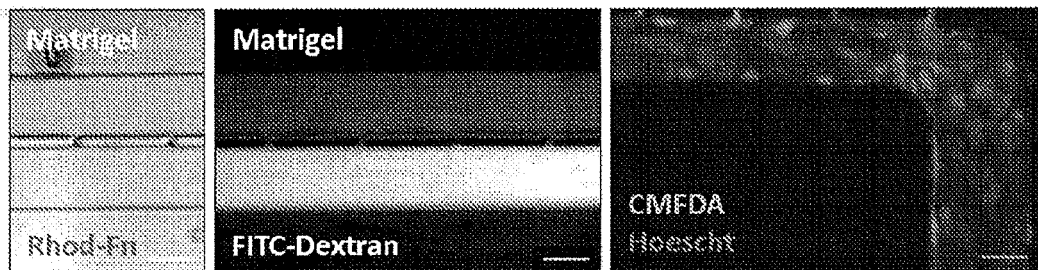 Matrigel
Rhod-Fn
Matrigel
FITC-Dextran
CMFDA
Hoescht